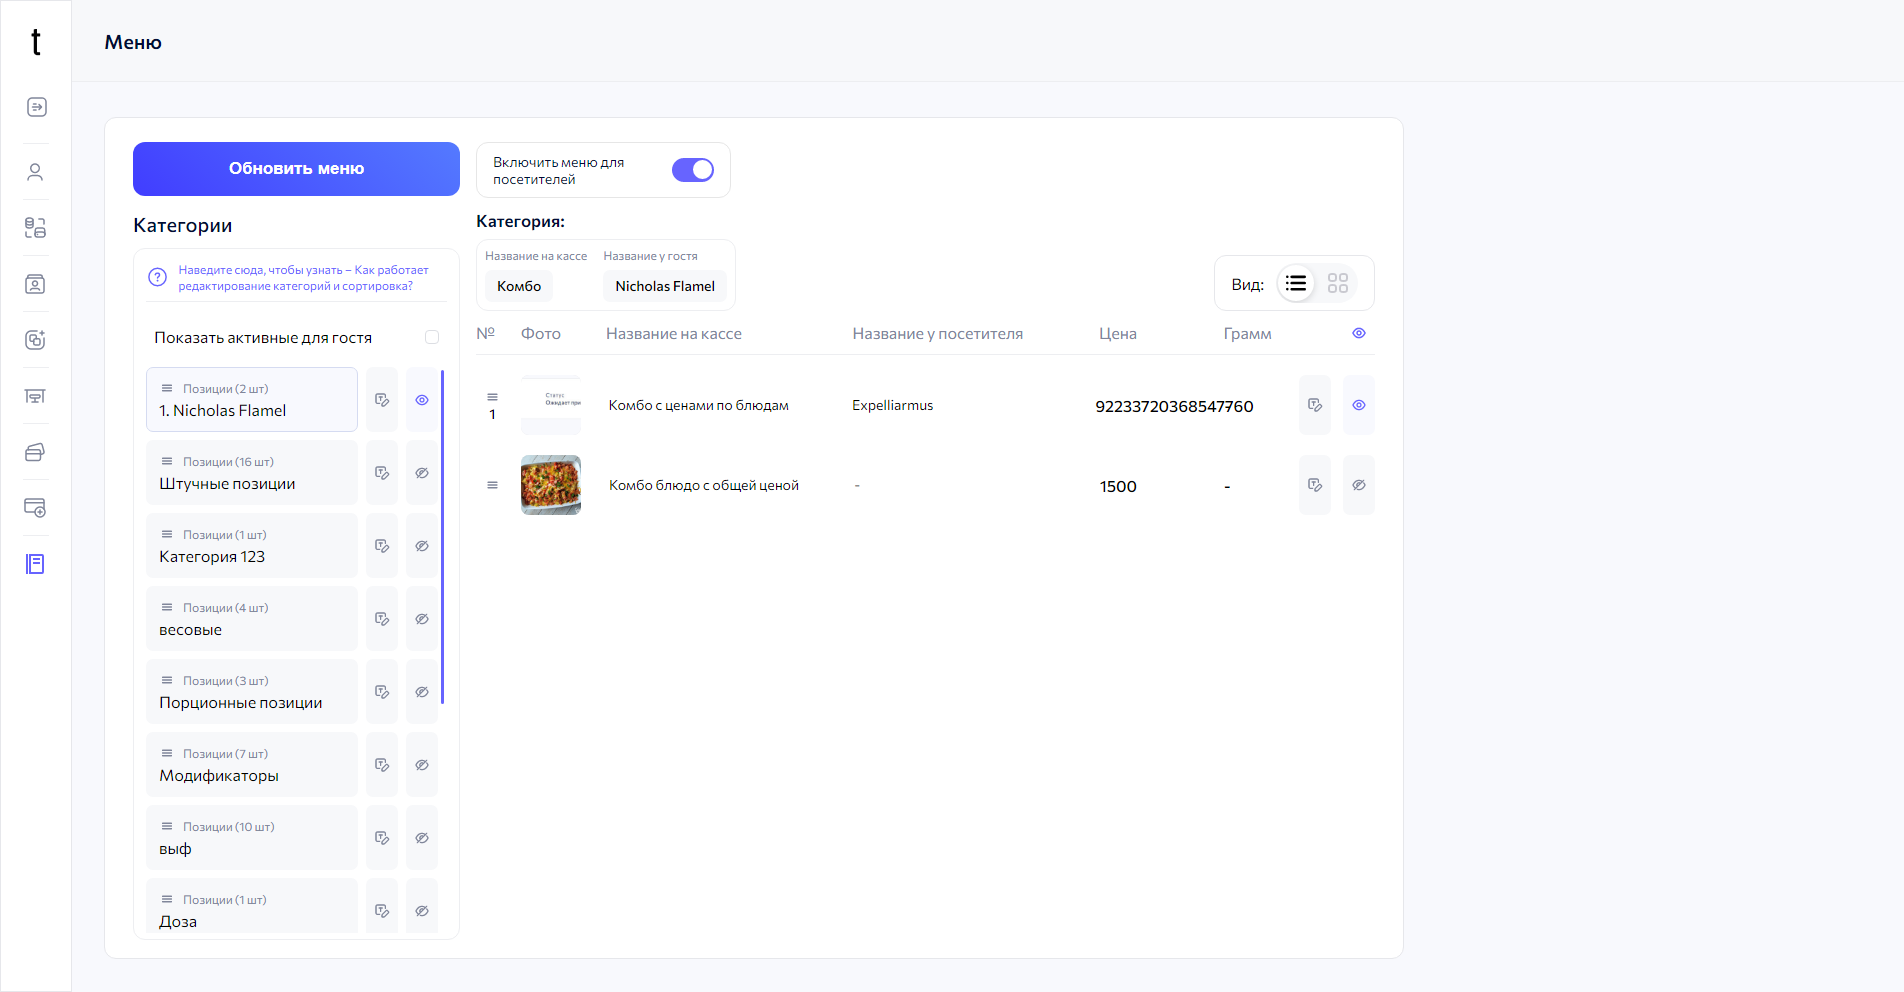 t
Меню
Обновить меню
Включить меню для
посетителей
Категории
Наведите сюда, чтобы узнать – Как работает
редактирование категорий и сортировка?
Показать активные для гостя
Позиции (2 шт)
1. Nicholas Flamel
Позиции (16 шт)
Штучные позиции
Позиции (1 шт)
Категория 123
Позиции (4 шт)
весовые
Позиции (3 шт)
Порционные позиции
Позиции (7 шт)
Модификаторы
Позиции (10 шт)
выф
Позиции (1 шт)
Доза
Категория:
Название на кассе
Название у гостя
Комбо
Nicholas Flamel
Вид:
№ Фото Название на кассе Название у посетителя Цена Грамм
Статус
Ожидает при
1 Комбо с ценами по блюдам Expelliarmus 92233720368547760 -
Комбо блюдо с общей ценой - 1500 -